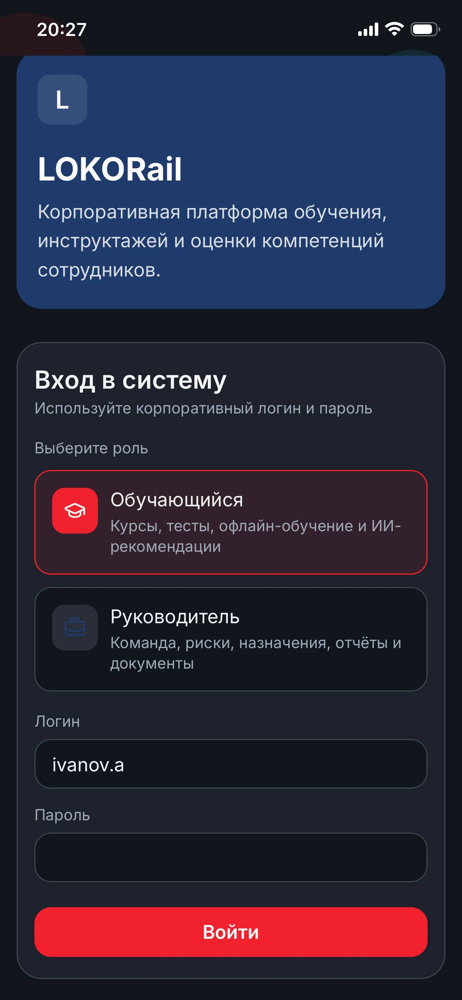 20:27
L
LOKORail
Корпоративная платформа обучения,
инструктажей и оценки компетенций
сотрудников.
Вход в систему
Используйте корпоративный логин и пароль
Выберите роль
Обучающийся
Курсы, тесты, офлайн-обучение и ИИ-
рекомендации
Руководитель
Команда, риски, назначения, отчёты и
документы
Логин
ivanov.a
Пароль
Войти